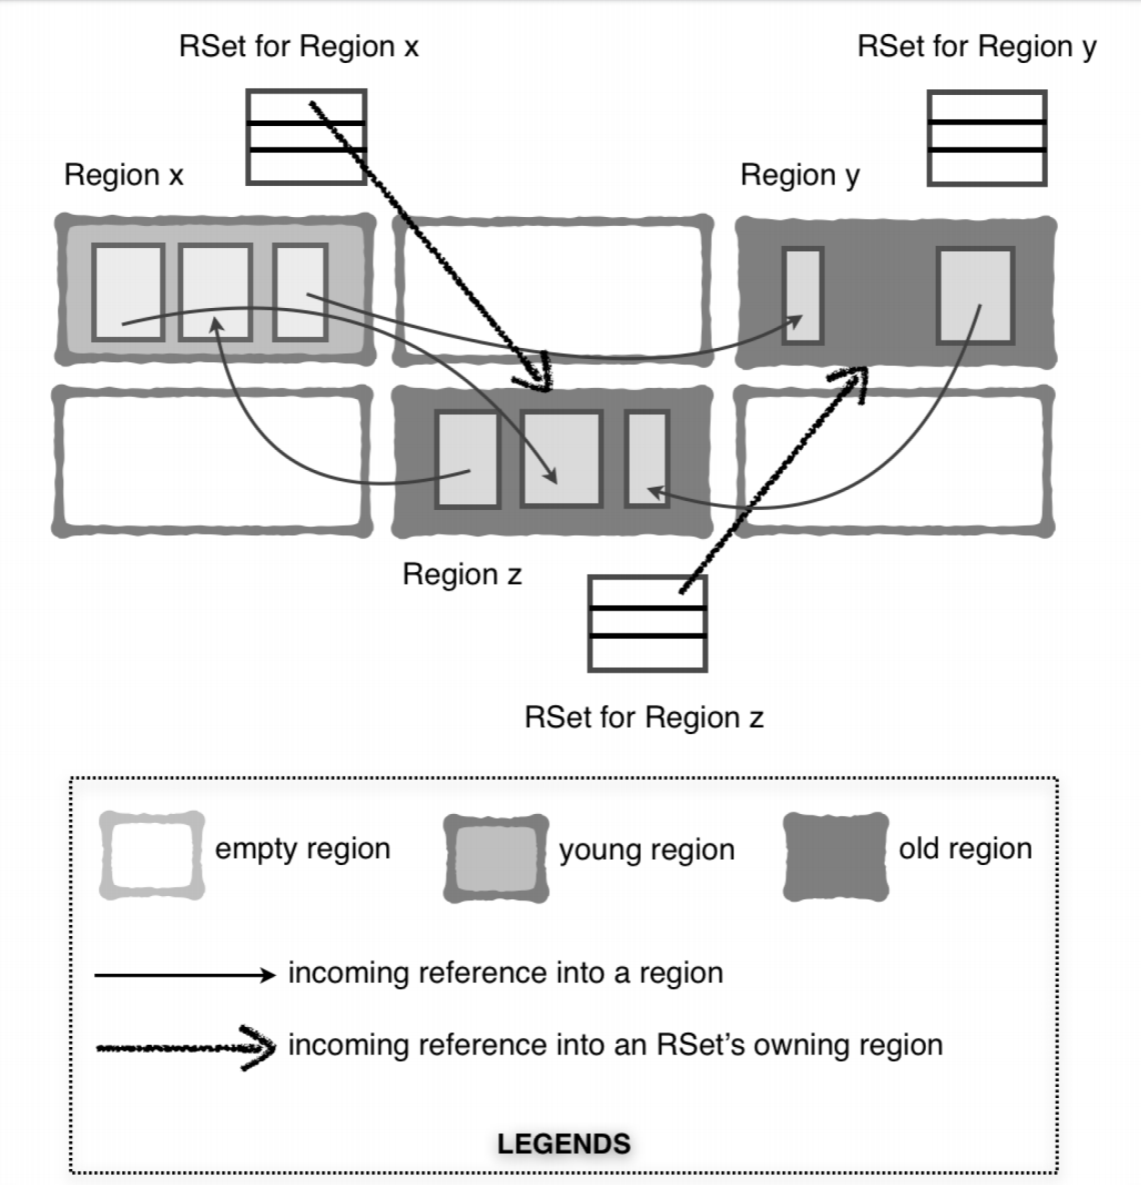 RSet for Region x
RSet for Region y
Region x
Region y
Region z
RSet for Region z
empty region
young region
old region
incoming reference into a region
incoming reference into an RSet's owning region
LEGENDS